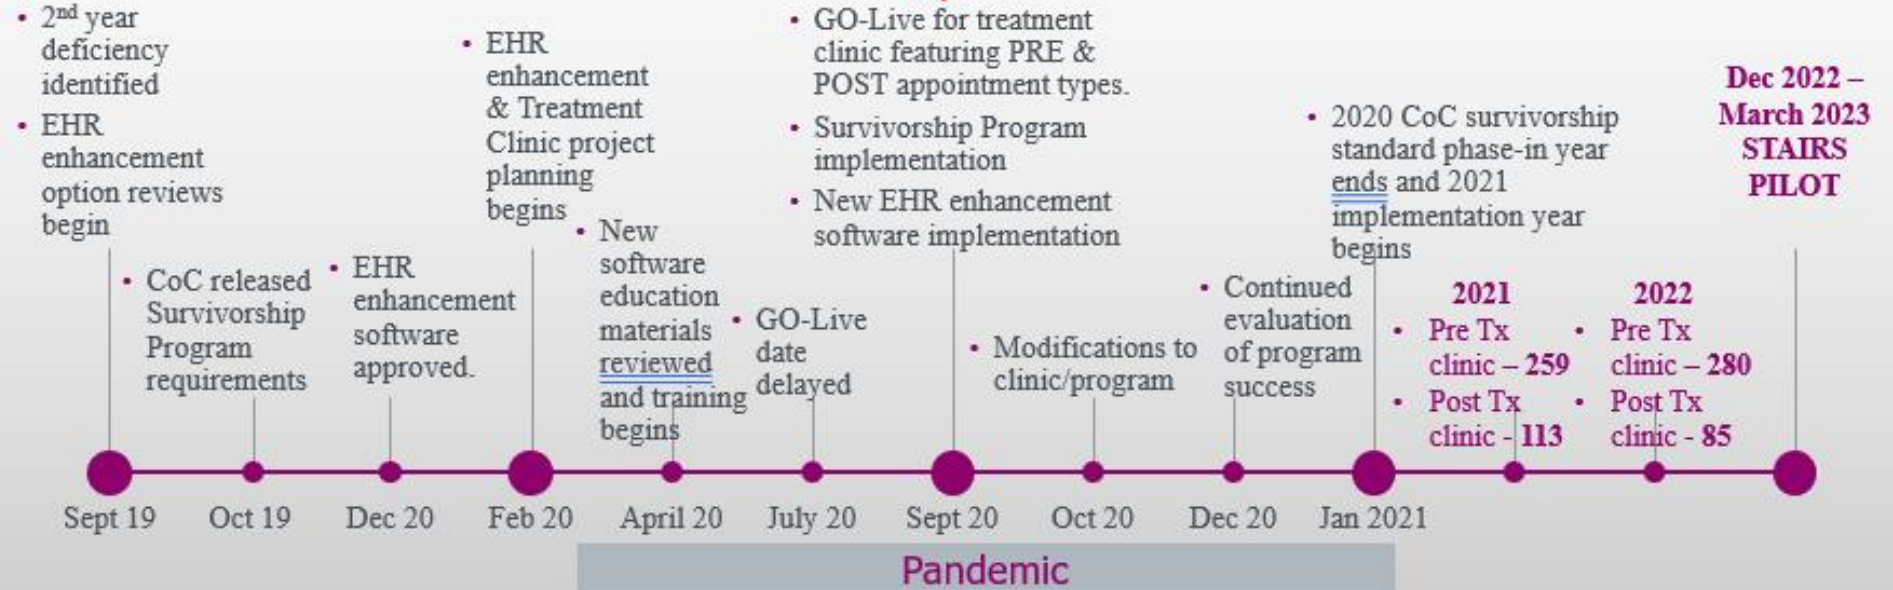 • 2nd year
deficiency
identified
• EHR
enhancement
option reviews
begin
• CoC released
Survivorship
Program
requirements
• EHR
enhancement
software
approved.
• EHR
enhancement
& Treatment
Clinic project
planning
begins
• New
software
education
materials
reviewed
and training
begins
• GO-Live
date
delayed
• GO-Live for treatment
clinic featuring PRE &
POST appointment types.
• Survivorship Program
implementation
• New EHR enhancement
software implementation
• Modifications to
clinic/program
• Continued
evaluation
of program
success
• 2020 CoC survivorship
standard phase-in year
ends and 2021
implementation year
begins
2021
• Pre Tx
clinic – 259
• Post Tx
clinic - 113
2022
• Pre Tx
clinic – 280
• Post Tx
clinic - 85
Dec 2022 –
March 2023
STAIRS
PILOT
Sept 19
Oct 19
Dec 20
Feb 20
April 20
July 20
Sept 20
Oct 20
Dec 20
Jan 2021
Pandemic